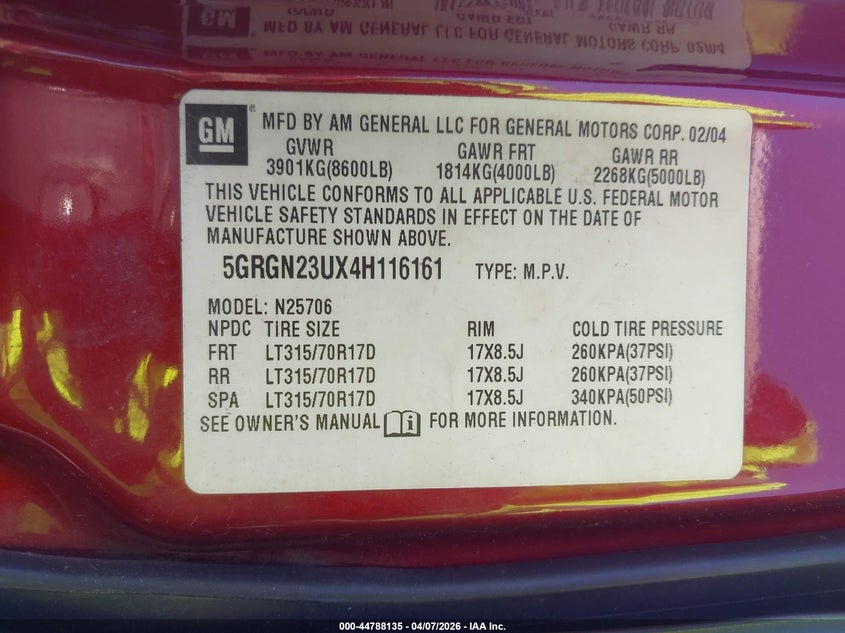 GM ® MFD BY AM GENERAL LLC FOR GENERAL MOTORS CORP. 02/04
GVWR GAWR FRT GAWR RR
3901KG(8600LB) 1814KG(4000LB) 2268KG(5000LB)
THIS VEHICLE CONFORMS TO ALL APPLICABLE U.S. FEDERAL MOTOR
VEHICLE SAFETY STANDARDS IN EFFECT ON THE DATE OF
MANUFACTURE SHOWN ABOVE.
5GRGN23UX4H116161 TYPE: M.P.V.
MODEL: N25706
NPDC TIRE SIZE RIM COLD TIRE PRESSURE
FRT LT315/70R17D 17X8.5J 260KPA(37PSI)
RR LT315/70R17D 17X8.5J 260KPA(37PSI)
SPA LT315/70R17D 17X8.5J 340KPA(50PSI)
SEE OWNER'S MANUAL i FOR MORE INFORMATION.
000-44788135 - 04/07/2026 - IAA Inc.